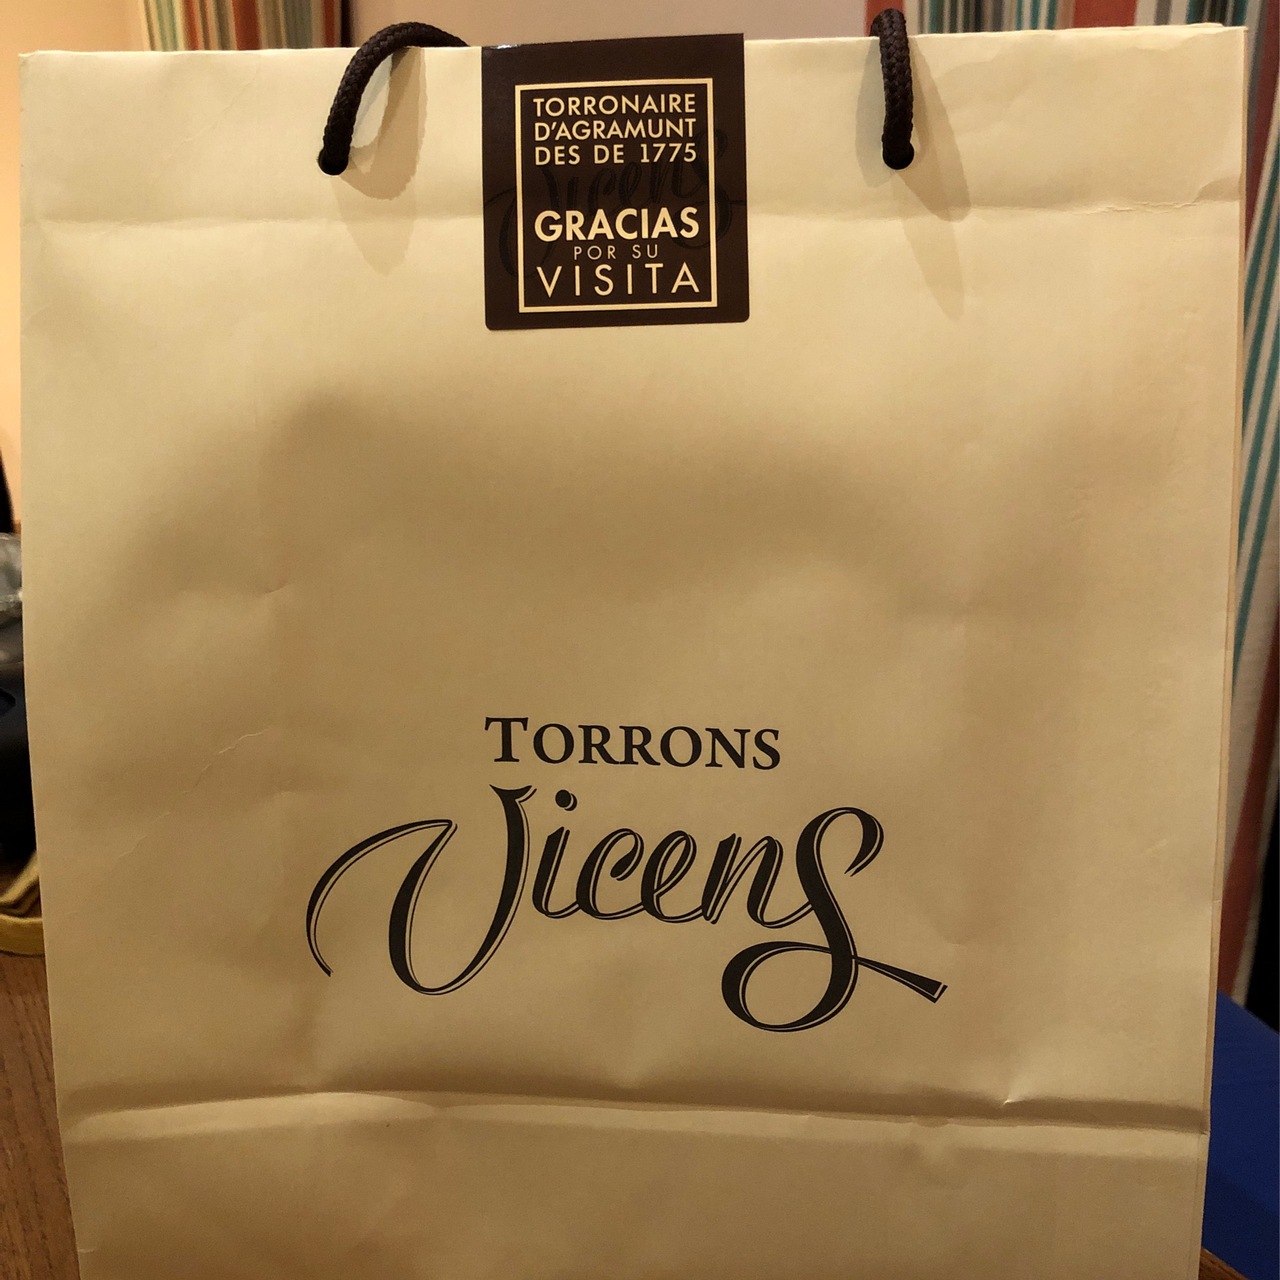 TORRONAIRE
D'AGRAMUNT
DES DE 1775
GRACIAS
POR SU
VISITA
TORRONS
Vicens